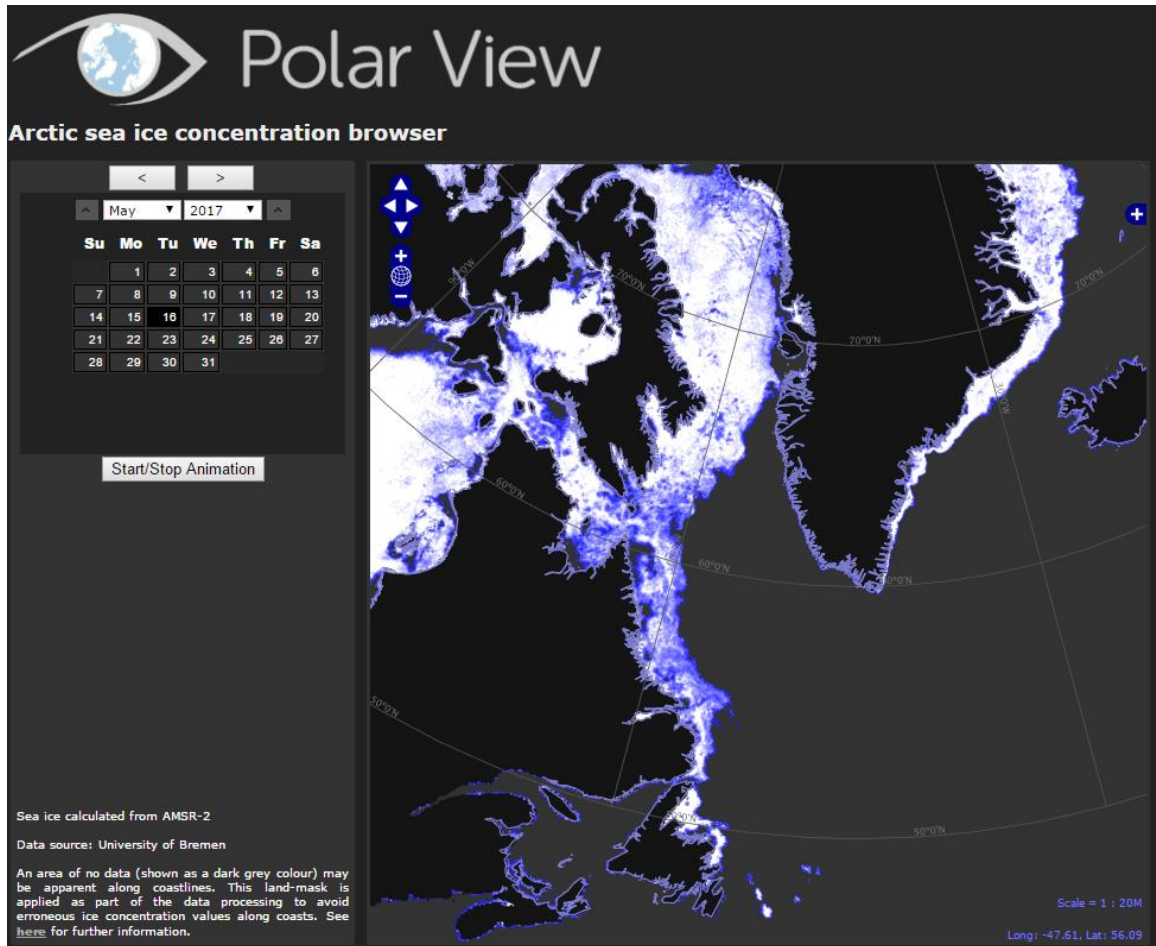 Polar View
Arctic sea ice concentration browser
< >
^ May ▼ 2017 ▼ ^
Su Mo Tu We Th Fr Sa
1 2 3 4 5 6
7 8 9 10 11 12 13
14 15 16 17 18 19 20
21 22 23 24 25 26 27
28 29 30 31
Start/Stop Animation
Sea ice calculated from AMSR-2
Data source: University of Bremen
An area of no data (shown as a dark grey colour) may
be apparent along coastlines. This land-mask is
applied as part of the data processing to avoid
erroneous ice concentration values along coasts. See
here for further information.
+
+
−
70°0'N
70°0'N
70°0'N
30°0'W
60°0'N
60°0'N
50°0'N
50°0'N
Scale = 1 : 20M
Long: -47.61, Lat: 56.09